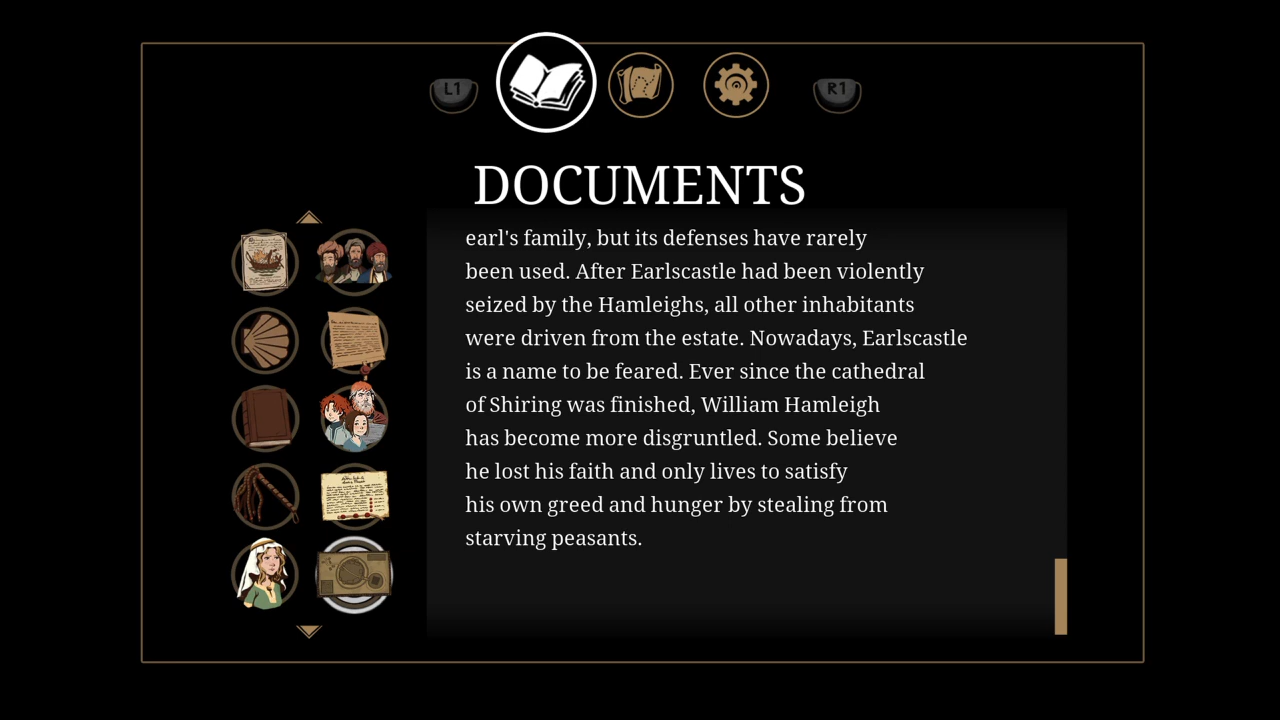 L1
R1
DOCUMENTS
earl's family, but its defenses have rarely
been used. After Earlscastle had been violently
seized by the Hamleighs, all other inhabitants
were driven from the estate. Nowadays, Earlscastle
is a name to be feared. Ever since the cathedral
of Shiring was finished, William Hamleigh
has become more disgruntled. Some believe
he lost his faith and only lives to satisfy
his own greed and hunger by stealing from
starving peasants.